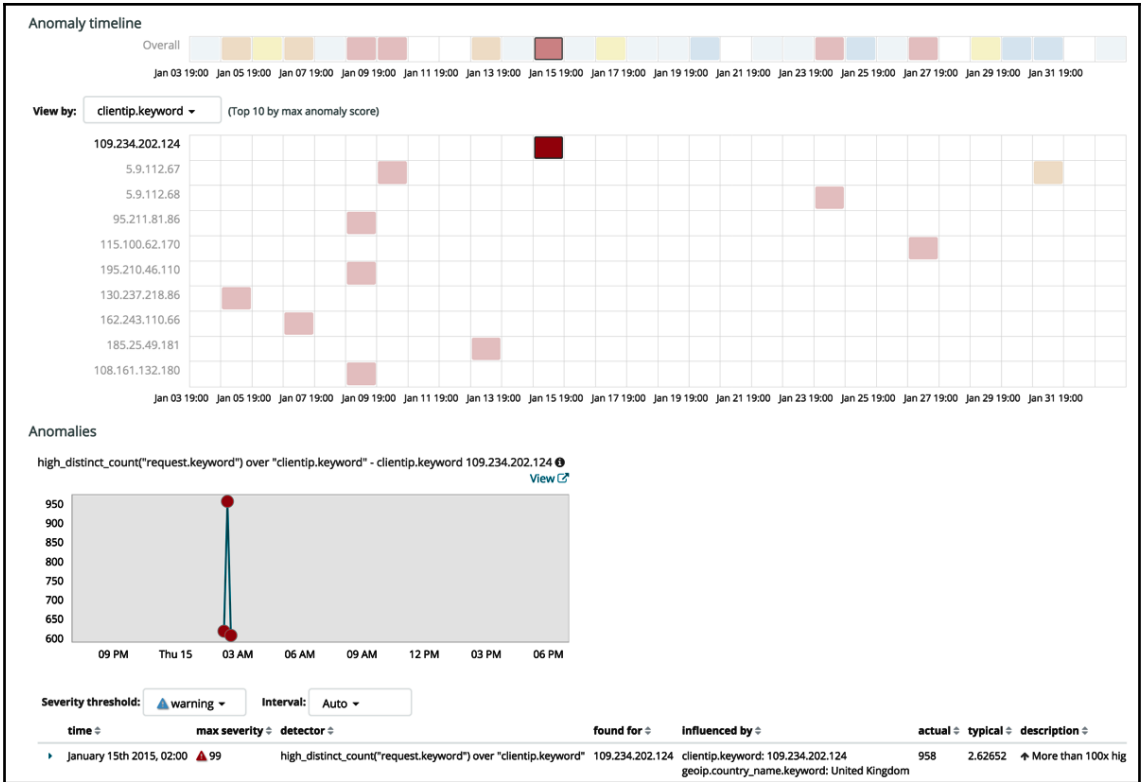 Anomaly timeline
Overall
Jan 03 19:00 Jan 05 19:00 Jan 07 19:00 Jan 09 19:00 Jan 11 19:00 Jan 13 19:00 Jan 15 19:00 Jan 17 19:00 Jan 19 19:00 Jan 21 19:00 Jan 23 19:00 Jan 25 19:00 Jan 27 19:00 Jan 29 19:00 Jan 31 19:00
View by: clientip.keyword (Top 10 by max anomaly score)
109.234.202.124
5.9.112.67
5.9.112.68
95.211.81.86
115.100.62.170
195.210.46.110
130.237.218.86
162.243.110.66
185.25.49.181
108.161.132.180
Jan 03 19:00 Jan 05 19:00 Jan 07 19:00 Jan 09 19:00 Jan 11 19:00 Jan 13 19:00 Jan 15 19:00 Jan 17 19:00 Jan 19 19:00 Jan 21 19:00 Jan 23 19:00 Jan 25 19:00 Jan 27 19:00 Jan 29 19:00 Jan 31 19:00
Anomalies
high_distinct_count("request.keyword") over "clientip.keyword" - clientip.keyword 109.234.202.124
View
950
900
850
800
750
700
650
600
09 PM Thu 15 03 AM 06 AM 09 AM 12 PM 03 PM 06 PM
Severity threshold: warning Interval: Auto
time max severity detector found for influenced by actual typical description
January 15th 2015, 02:00 99 high_distinct_count("request.keyword") over "clientip.keyword" 109.234.202.124 clientip.keyword: 109.234.202.124 958 2.62652 More than 100x hig
geoip.country_name.keyword: United Kingdom